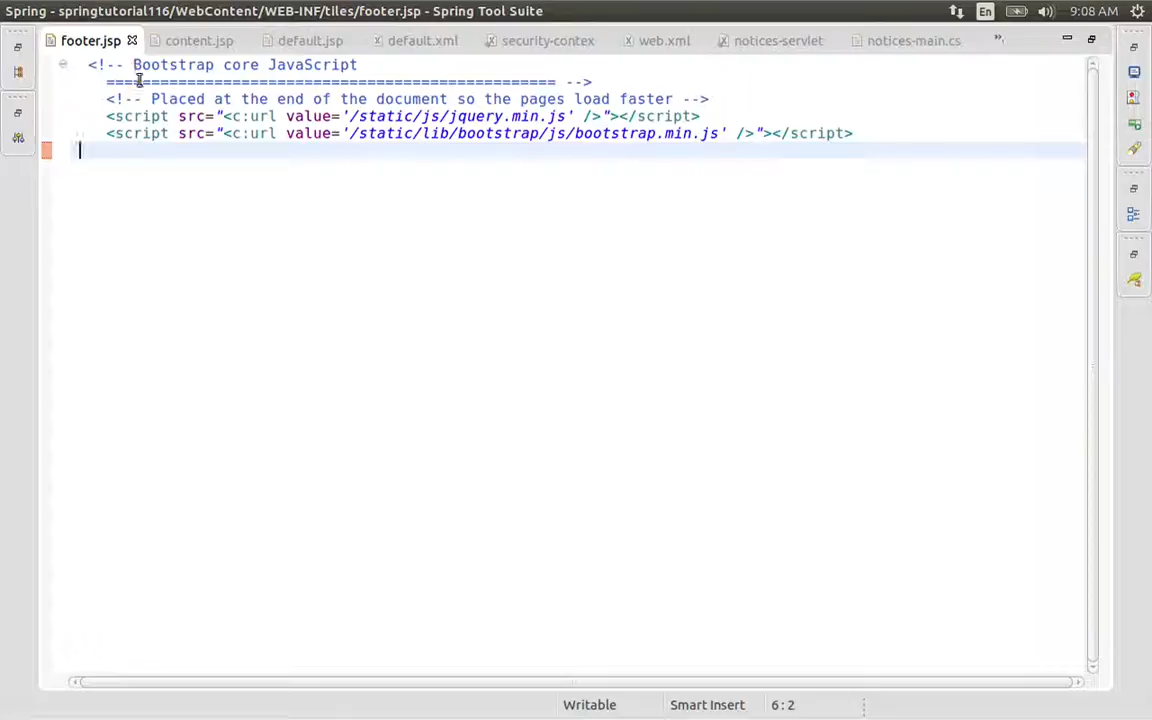 Spring - springtutorial116/WebContent/WEB-INF/tiles/footer.jsp - Spring Tool Suite
En
9:08 AM
footer.jsp
content.jsp
default.jsp
default.xml
security-contex
web.xml
notices-servlet
notices-main.cs
<!-- Bootstrap core JavaScript
================================================== -->
<!-- Placed at the end of the document so the pages load faster -->
<script src="<c:url value='/static/js/jquery.min.js' />"></script>
<script src="<c:url value='/static/lib/bootstrap/js/bootstrap.min.js' />"></script>
Writable
Smart Insert
6 : 2